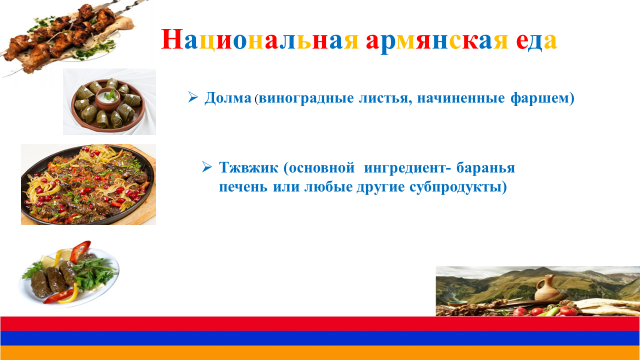 Национальная армянская еда
Долма (виноградные листья, начиненные фаршем)
Тжвжик (основной ингредиент- баранья
печень или любые другие субпродукты)